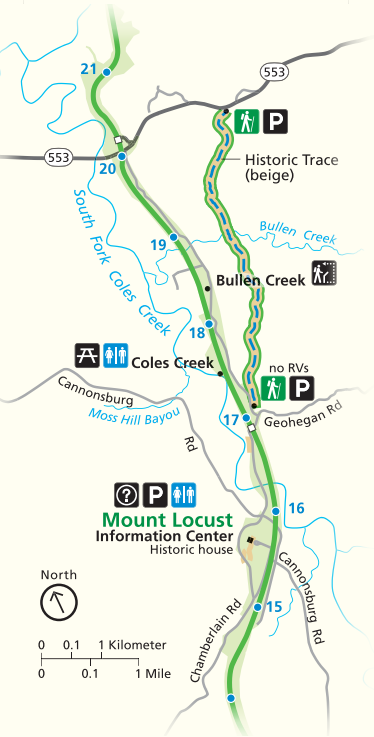 21
553
P
553
Historic Trace
(beige)
20
South Fork Coles Creek
19
Bullen Creek
Bullen Creek
18
Coles Creek
no RVs
P
Cannonsburg
Rd
Moss Hill Bayou
17
Geohegan Rd
? P
16
Mount Locust
Information Center
Historic house
North
Cannonsburg Rd
15
Chamberlain Rd
0 0.1 1 Kilometer
0 0.1 1 Mile